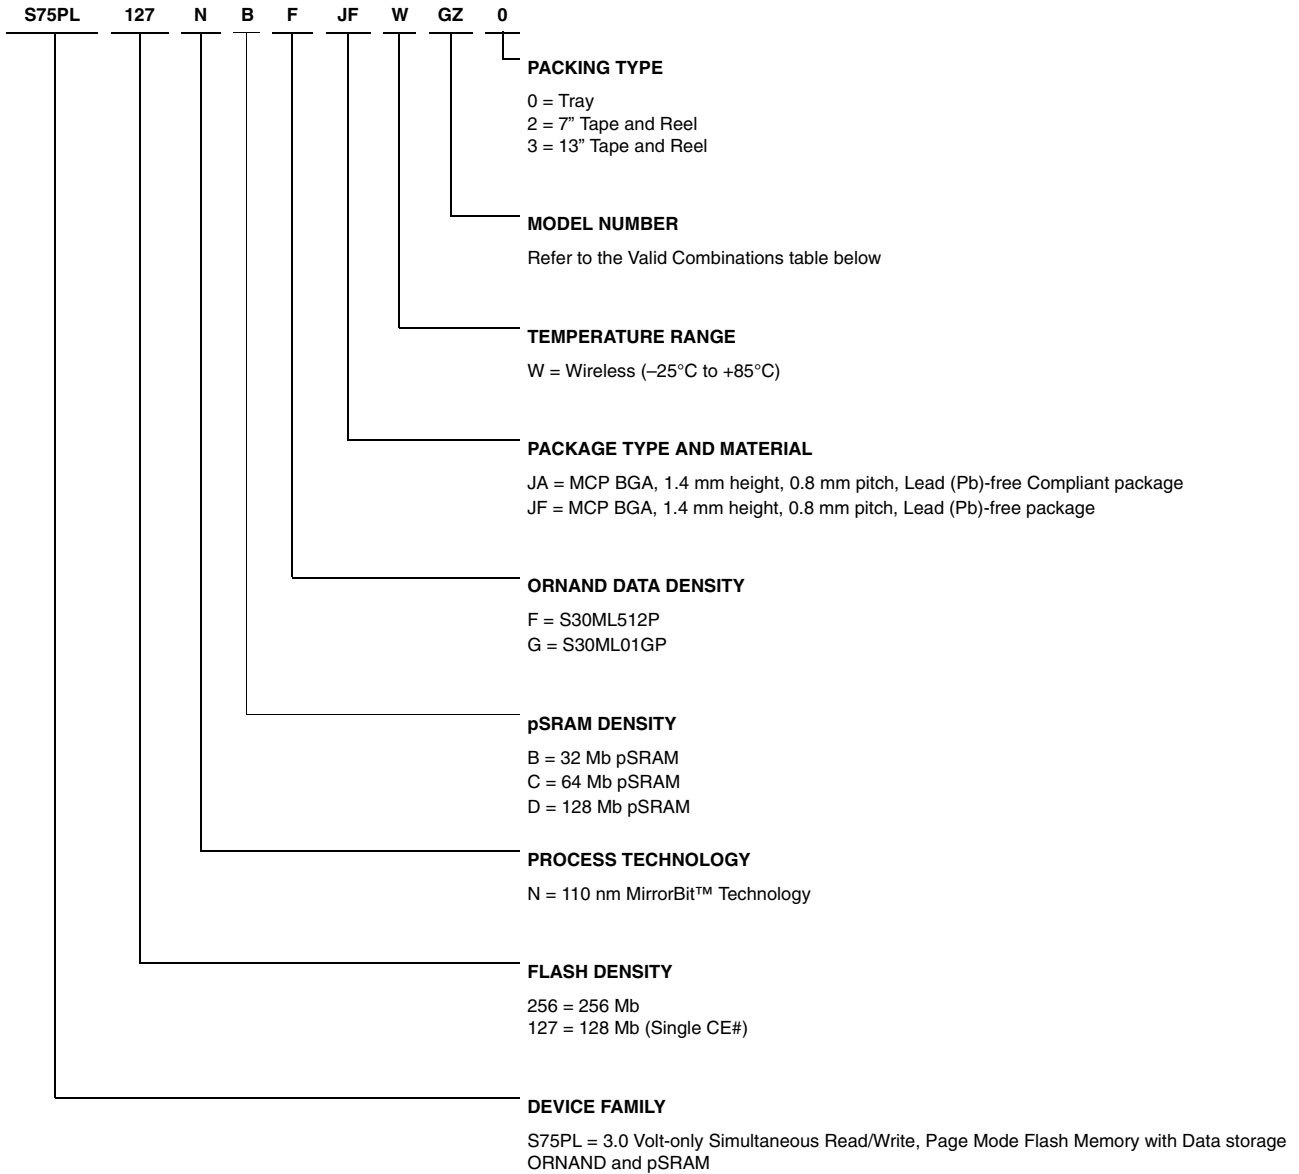 S75PL 127 N B F JF W GZ 0
PACKING TYPE
0 = Tray
2 = 7” Tape and Reel
3 = 13” Tape and Reel
MODEL NUMBER
Refer to the Valid Combinations table below
TEMPERATURE RANGE
W = Wireless (–25°C to +85°C)
PACKAGE TYPE AND MATERIAL
JA = MCP BGA, 1.4 mm height, 0.8 mm pitch, Lead (Pb)-free Compliant package
JF = MCP BGA, 1.4 mm height, 0.8 mm pitch, Lead (Pb)-free package
ORNAND DATA DENSITY
F = S30ML512P
G = S30ML01GP
pSRAM DENSITY
B = 32 Mb pSRAM
C = 64 Mb pSRAM
D = 128 Mb pSRAM
PROCESS TECHNOLOGY
N = 110 nm MirrorBit™ Technology
FLASH DENSITY
256 = 256 Mb
127 = 128 Mb (Single CE#)
DEVICE FAMILY
S75PL = 3.0 Volt-only Simultaneous Read/Write, Page Mode Flash Memory with Data storage
ORNAND and pSRAM